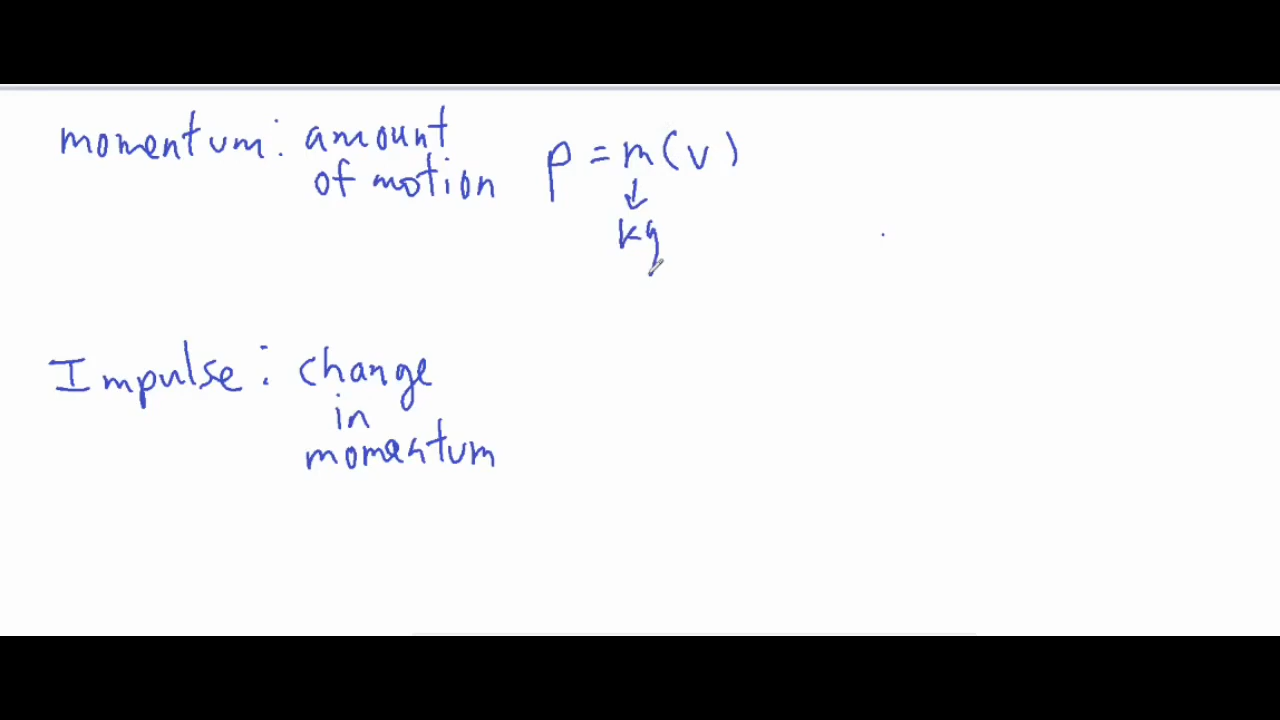 momentum: amount
of motion
p = m(v)
↓
kg
Impulse: change
in
momentum